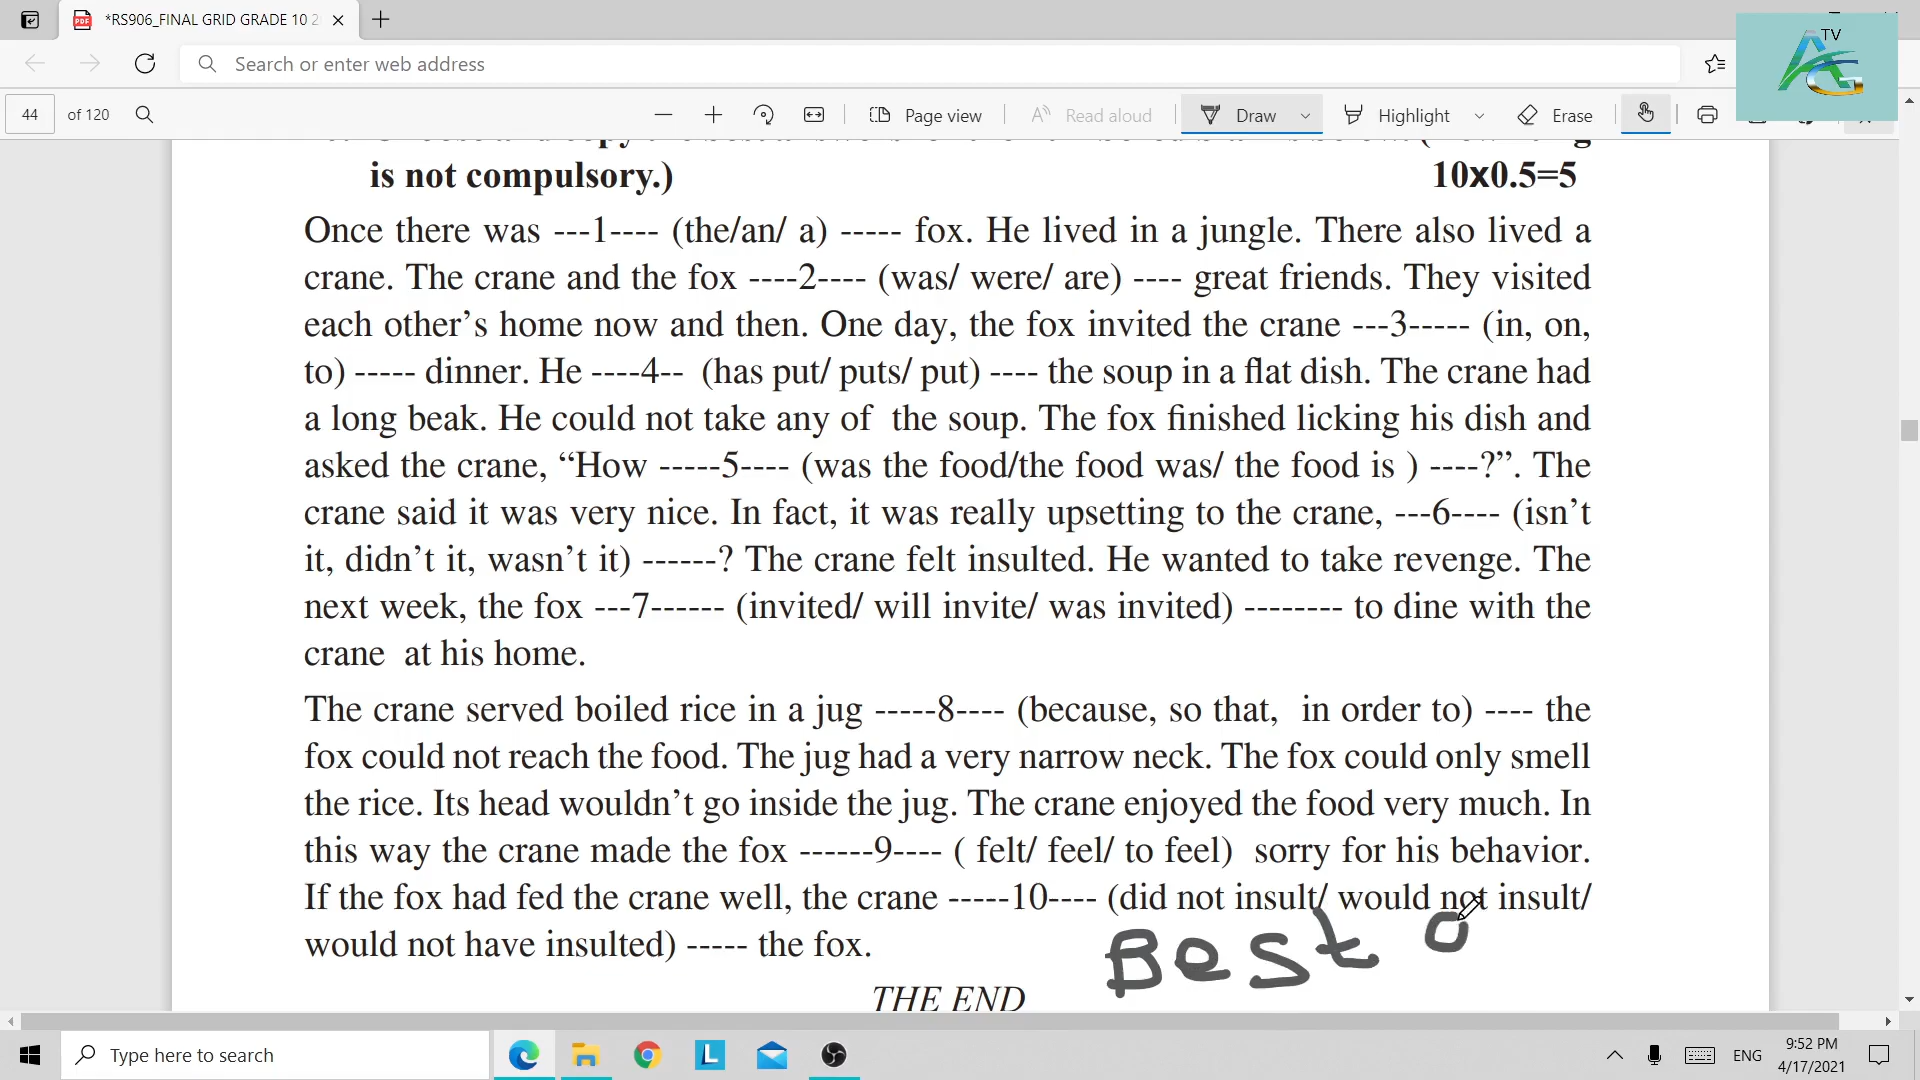 *RS906_FINAL GRID GRADE 10 2
Search or enter web address
TV
44 of 120 Page view Read aloud Draw Highlight Erase
is not compulsory.) 10x0.5=5
Once there was ---1---- (the/an/ a) ----- fox. He lived in a jungle. There also lived a
crane. The crane and the fox ----2---- (was/ were/ are) ---- great friends. They visited
each other’s home now and then. One day, the fox invited the crane ---3----- (in, on,
to) ----- dinner. He ----4-- (has put/ puts/ put) ---- the soup in a flat dish. The crane had
a long beak. He could not take any of the soup. The fox finished licking his dish and
asked the crane, “How -----5---- (was the food/the food was/ the food is ) ----?”. The
crane said it was very nice. In fact, it was really upsetting to the crane, ---6---- (isn’t
it, didn’t it, wasn’t it) ------? The crane felt insulted. He wanted to take revenge. The
next week, the fox ---7------ (invited/ will invite/ was invited) -------- to dine with the
crane at his home.
The crane served boiled rice in a jug -----8---- (because, so that, in order to) ---- the
fox could not reach the food. The jug had a very narrow neck. The fox could only smell
the rice. Its head wouldn’t go inside the jug. The crane enjoyed the food very much. In
this way the crane made the fox ------9---- ( felt/ feel/ to feel) sorry for his behavior.
If the fox had fed the crane well, the crane -----10---- (did not insult/ would not insult/
would not have insulted) ----- the fox.
Best o
THE END
Type here to search
ENG
9:52 PM
4/17/2021